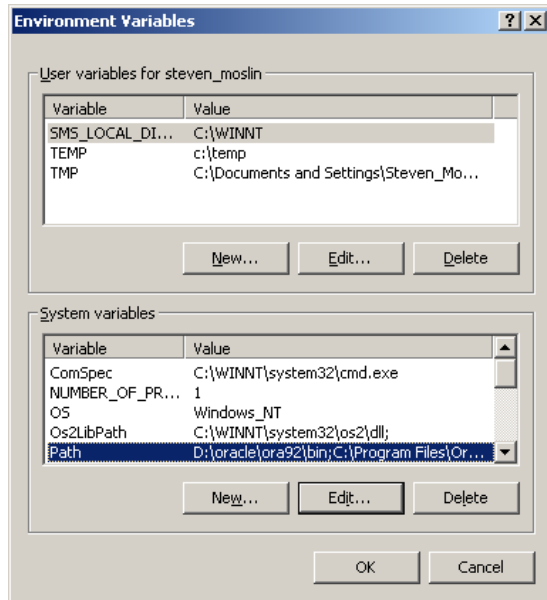 Environment Variables
User variables for steven_moslin
Variable Value
SMS_LOCAL_DI... C:\WINNT
TEMP c:\temp
TMP C:\Documents and Settings\Steven_Mo...
New... Edit... Delete
System variables
Variable Value
ComSpec C:\WINNT\system32\cmd.exe
NUMBER_OF_PR... 1
OS Windows_NT
Os2LibPath C:\WINNT\system32\os2\dll;
Path D:\oracle\ora92\bin;C:\Program Files\Or...
New... Edit... Delete
OK Cancel